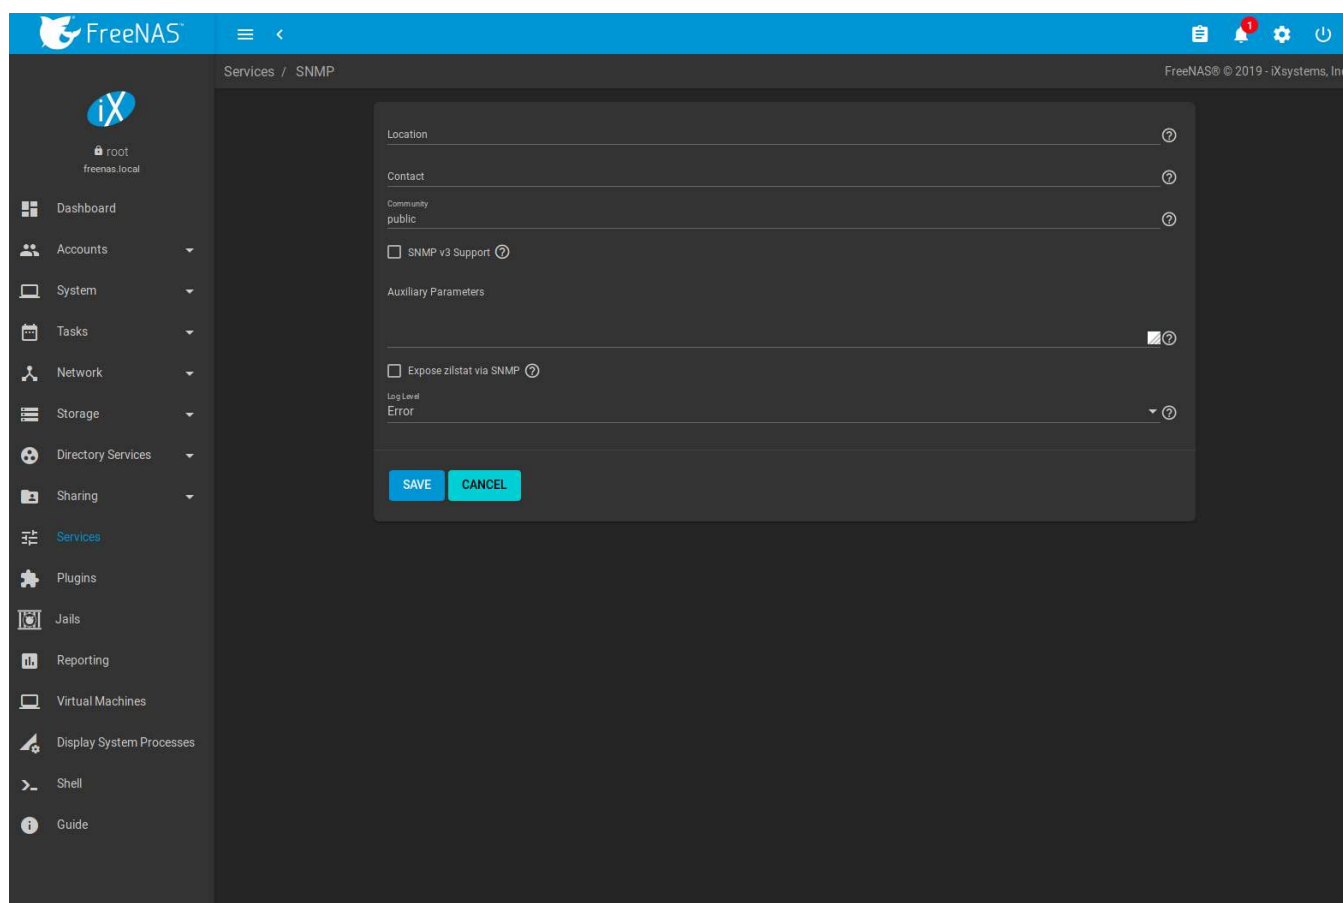 FreeNAS
1
Services / SNMP
FreeNAS® © 2019 - iXsystems, Inc
iX
root
freenas.local
Dashboard
Accounts
System
Tasks
Network
Storage
Directory Services
Sharing
Services
Plugins
Jails
Reporting
Virtual Machines
Display System Processes
Shell
Guide
Location
Contact
Community
public
SNMP v3 Support
Auxiliary Parameters
Expose zilstat via SNMP
Log Level
Error
SAVE CANCEL